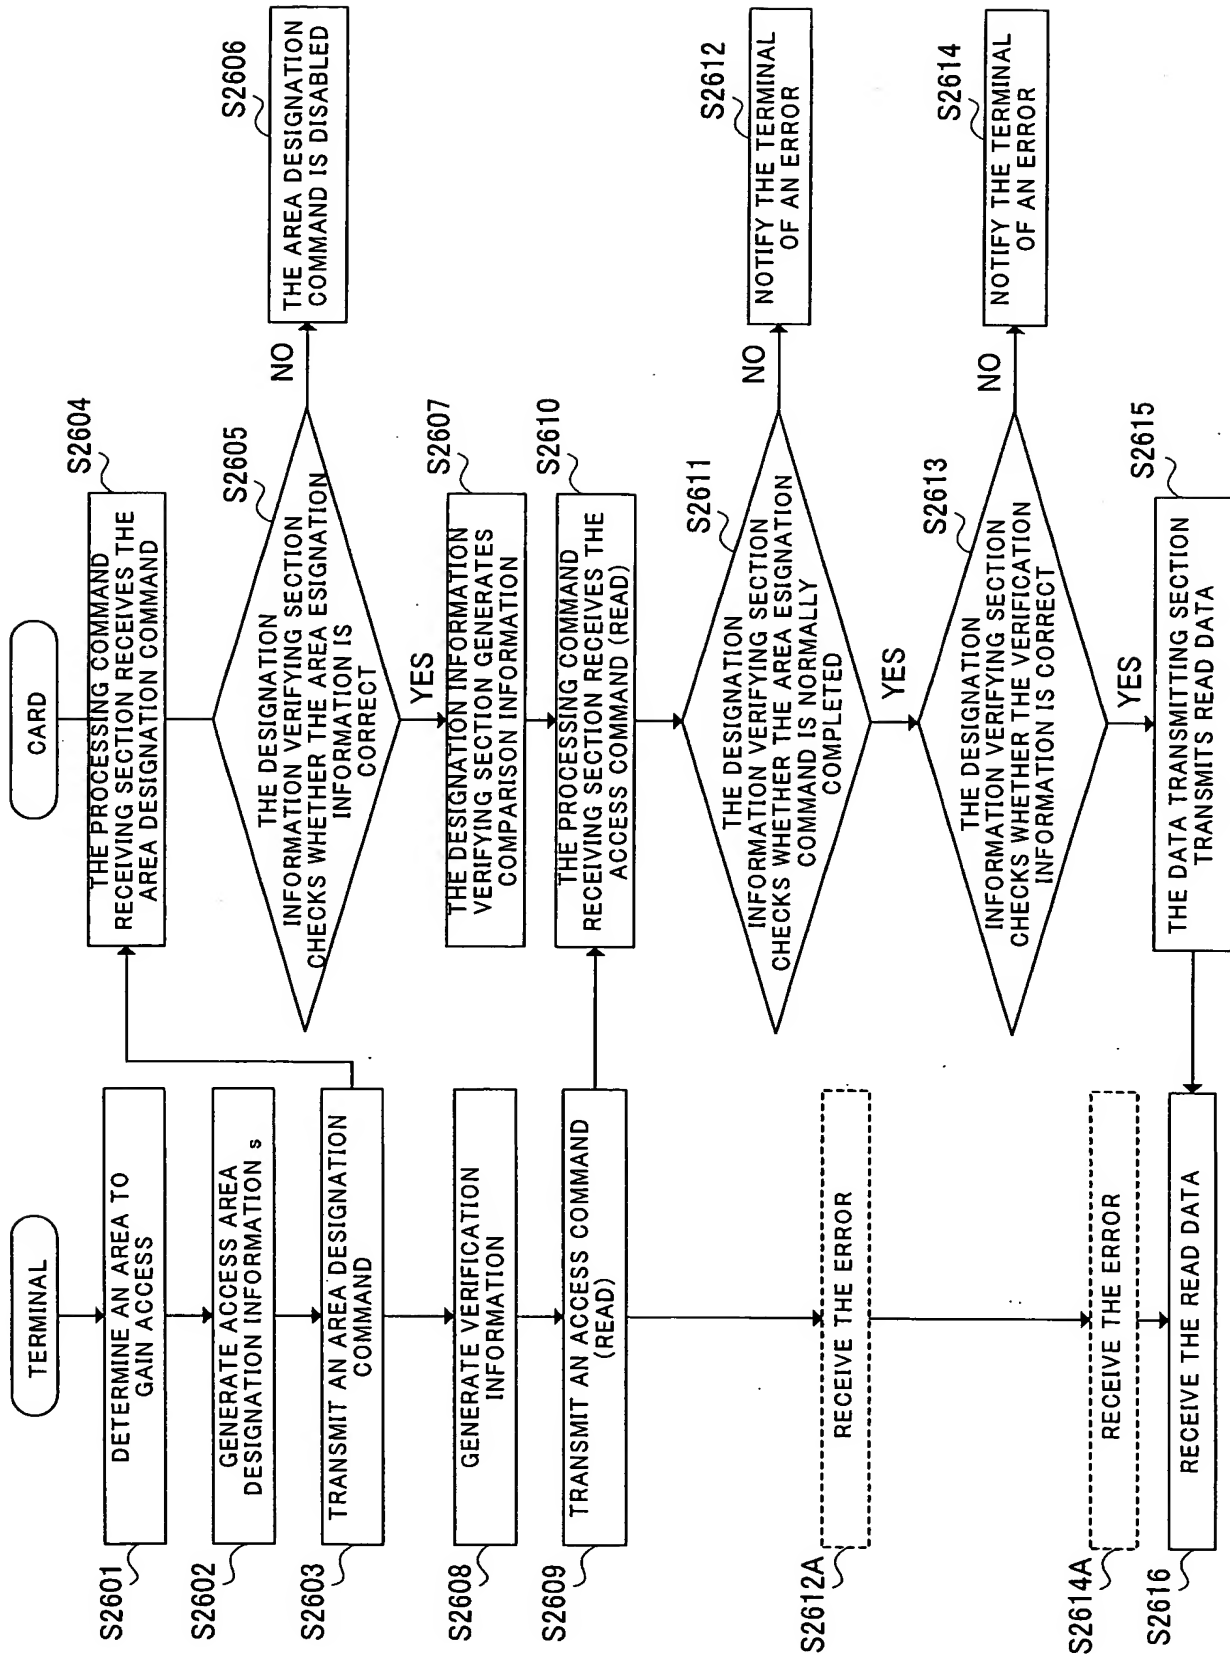 TERMINAL
DETERMINE AN AREA TO
GAIN ACCESS
S2601
GENERATE ACCESS AREA
DESIGNATION INFORMATION s
S2602
TRANSMIT AN AREA DESIGNATION
COMMAND
S2603
GENERATE VERIFICATION
INFORMATION
S2608
TRANSMIT AN ACCESS COMMAND
(READ)
S2609
RECEIVE THE ERROR
S2612A
RECEIVE THE ERROR
S2614A
RECEIVE THE READ DATA
S2616
CARD
THE PROCESSING COMMAND
RECEIVING SECTION RECEIVES THE
AREA DESIGNATION COMMAND
S2604
THE DESIGNATION
INFORMATION VERIFYING SECTION
CHECKS WHETHER THE AREA ESIGNATION
INFORMATION IS
CORRECT
S2605
NO
THE AREA DESIGNATION
COMMAND IS DISABLED
S2606
YES
THE DESIGNATION INFORMATION
VERIFYING SECTION GENERATES
COMPARISON INFORMATION
S2607
THE PROCESSING COMMAND
RECEIVING SECTION RECEIVES THE
ACCESS COMMAND (READ)
S2610
THE DESIGNATION
INFORMATION VERIFYING SECTION
CHECKS WHETHER THE AREA ESIGNATION
COMMAND IS NORMALLY
COMPLETED
S2611
NO
NOTIFY THE TERMINAL
OF AN ERROR
S2612
YES
THE DESIGNATION
INFORMATION VERIFYING SECTION
CHECKS WHETHER THE VERIFICATION
INFORMATION IS CORRECT
S2613
NO
NOTIFY THE TERMINAL
OF AN ERROR
S2614
YES
THE DATA TRANSMITTING SECTION
TRANSMITS READ DATA
S2615